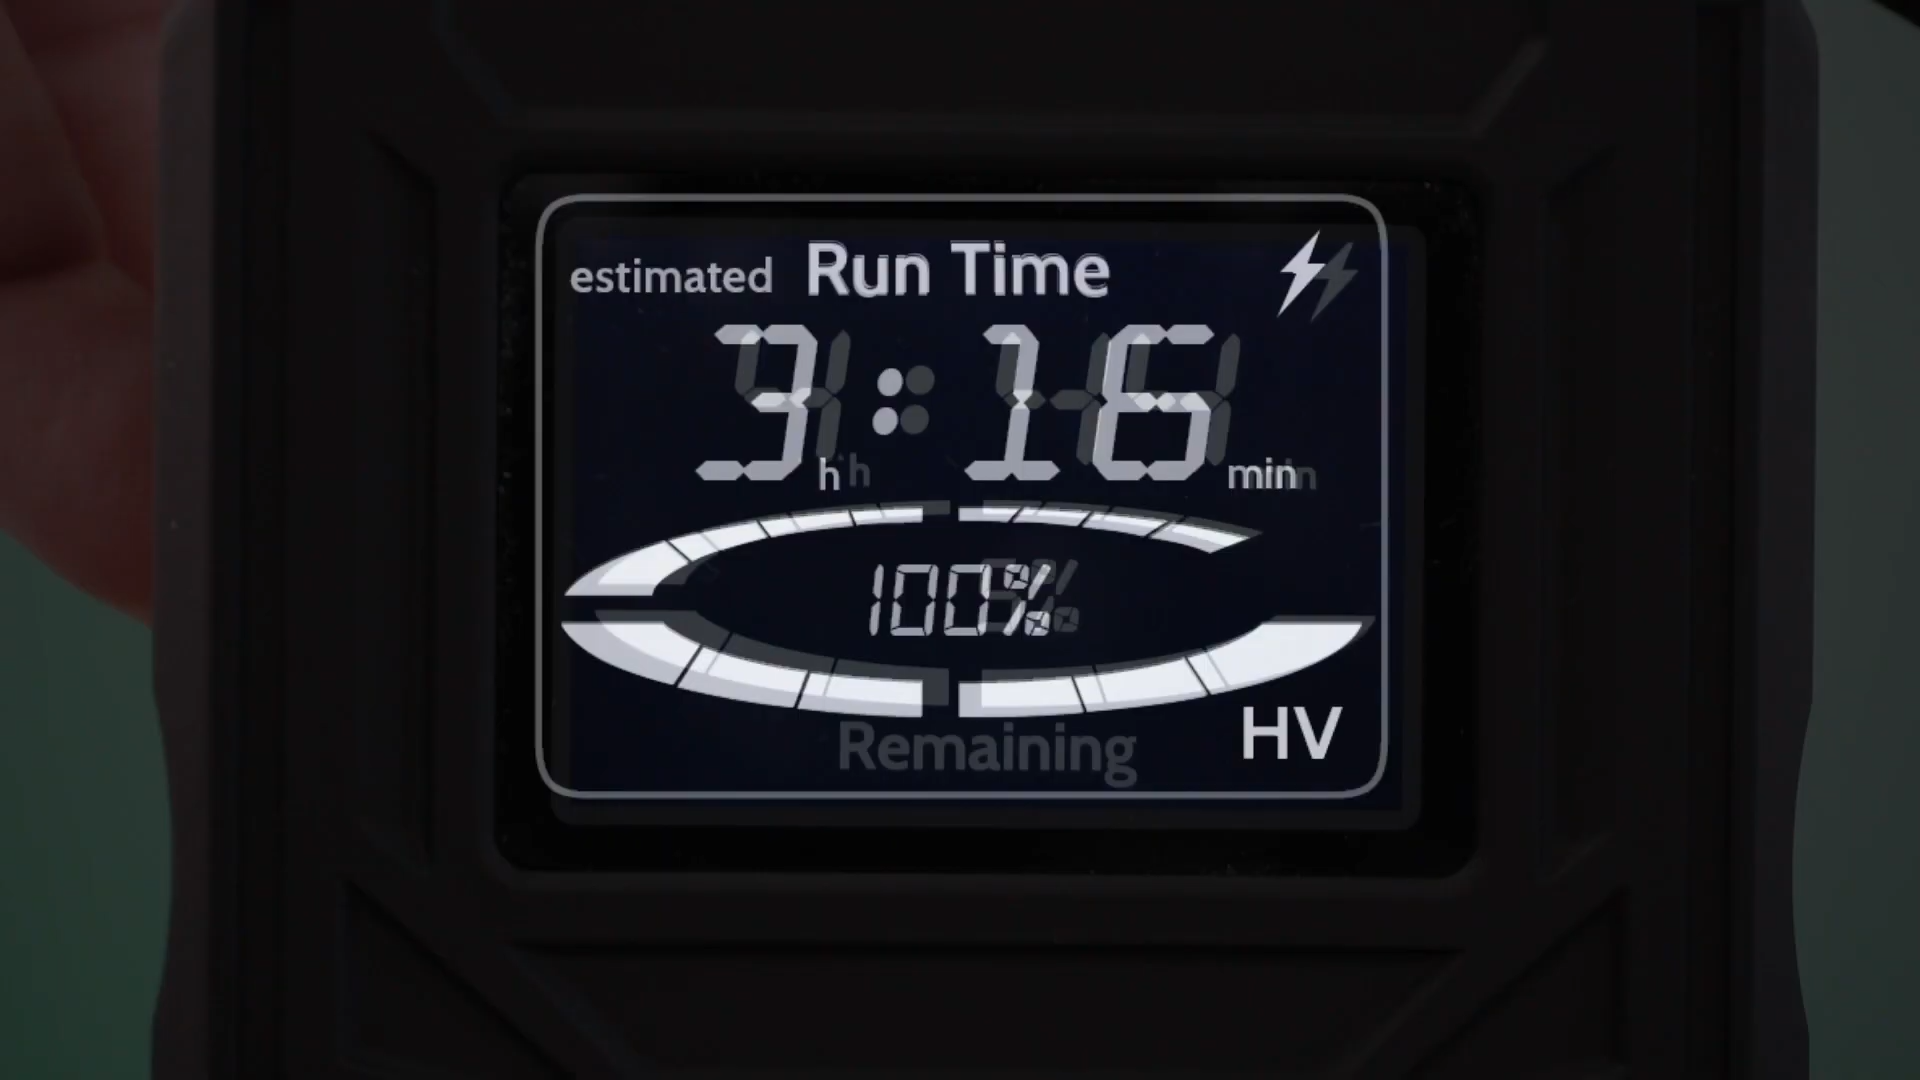 estimated Run Time
3:16
h min
100%
Remaining
HV